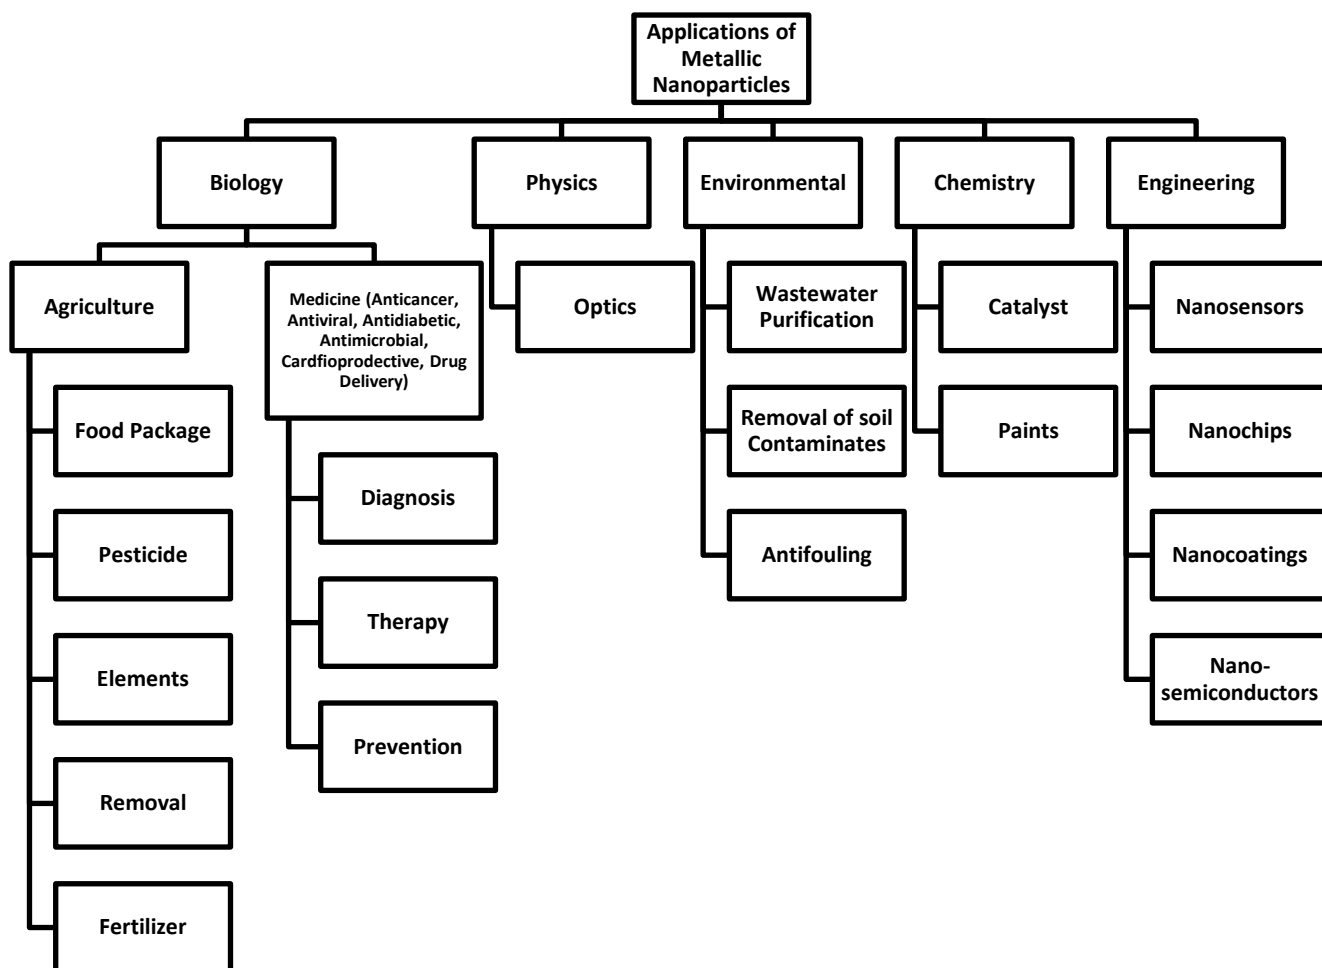 Applications of
Metallic
Nanoparticles
Biology
Physics
Environmental
Chemistry
Engineering
Agriculture
Medicine (Anticancer,
Antiviral, Antidiabetic,
Antimicrobial,
Cardfioprodective, Drug
Delivery)
Optics
Wastewater
Purification
Catalyst
Nanosensors
Food Package
Removal of soil
Contaminates
Paints
Nanochips
Diagnosis
Pesticide
Antifouling
Nanocoatings
Therapy
Elements
Nano-
semiconductors
Prevention
Removal
Fertilizer